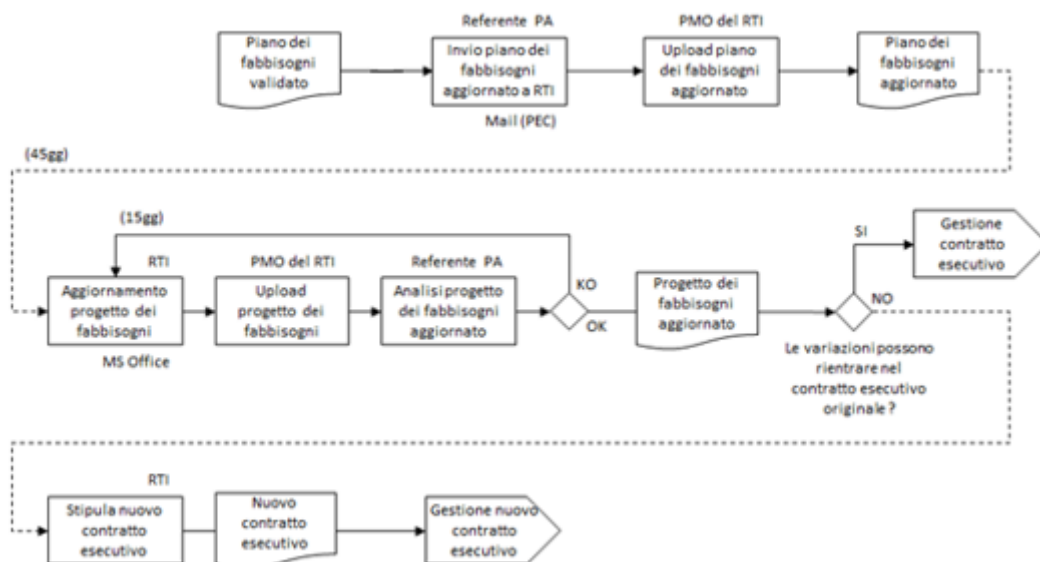 Referente PA
PMO del RTI
Piano dei
fabbisogni
validato
Invio piano dei
fabbisogni
aggiornato a RTI
Upload piano
dei fabbisogni
aggiornato
Piano dei
fabbisogni
aggiornato
Mail (PEC)
(45gg)
(15gg)
SI
Gestione
contratto
esecutivo
RTI
PMO del RTI
Referente PA
KO
Aggiornamento
progetto dei
fabbisogni
Upload
progetto dei
fabbisogni
Analisi progetto
dei fabbisogni
aggiornato
OK
Progetto dei
fabbisogni
aggiornato
NO
MS Office
Le variazioni possono
rientrare nel
contratto esecutivo
originale ?
RTI
Stipula nuovo
contratto
esecutivo
Nuovo
contratto
esecutivo
Gestione nuovo
contratto
esecutivo